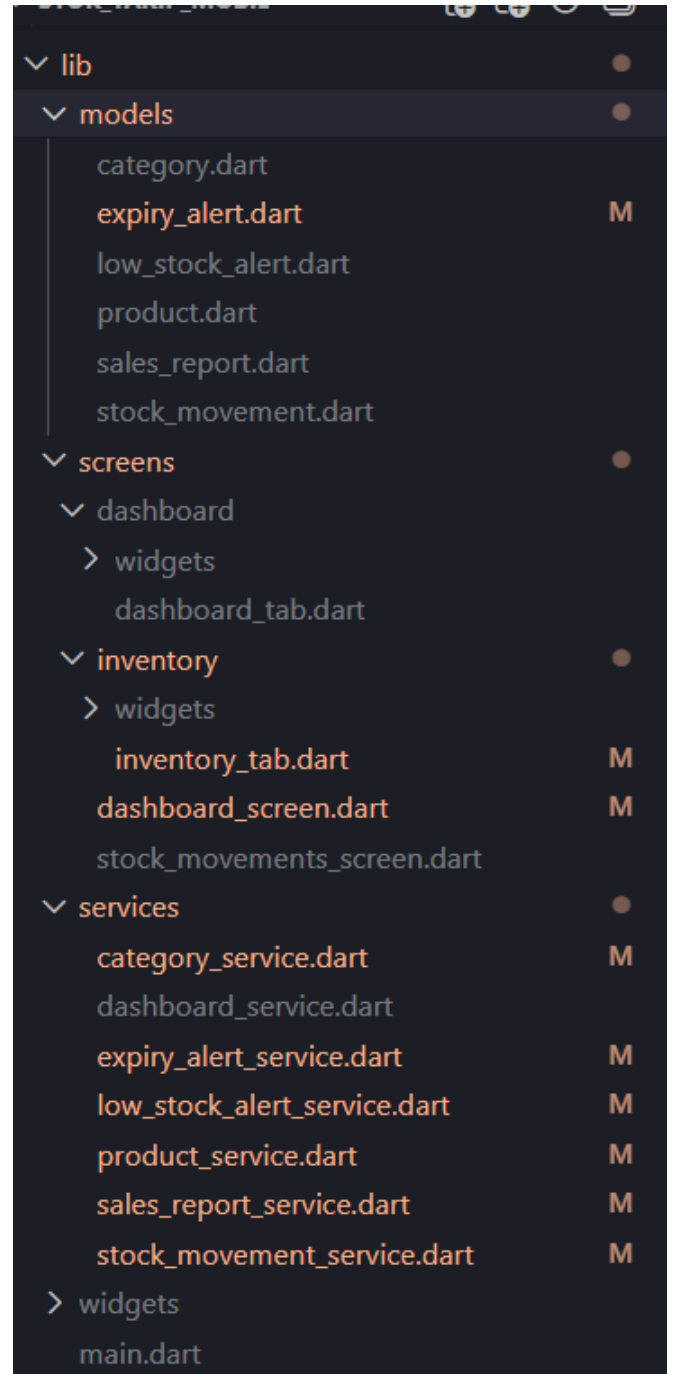 lib
models
category.dart
expiry_alert.dart M
low_stock_alert.dart
product.dart
sales_report.dart
stock_movement.dart
screens
dashboard
widgets
dashboard_tab.dart
inventory
widgets
inventory_tab.dart M
dashboard_screen.dart M
stock_movements_screen.dart
services
category_service.dart M
dashboard_service.dart
expiry_alert_service.dart M
low_stock_alert_service.dart M
product_service.dart M
sales_report_service.dart M
stock_movement_service.dart M
widgets
main.dart